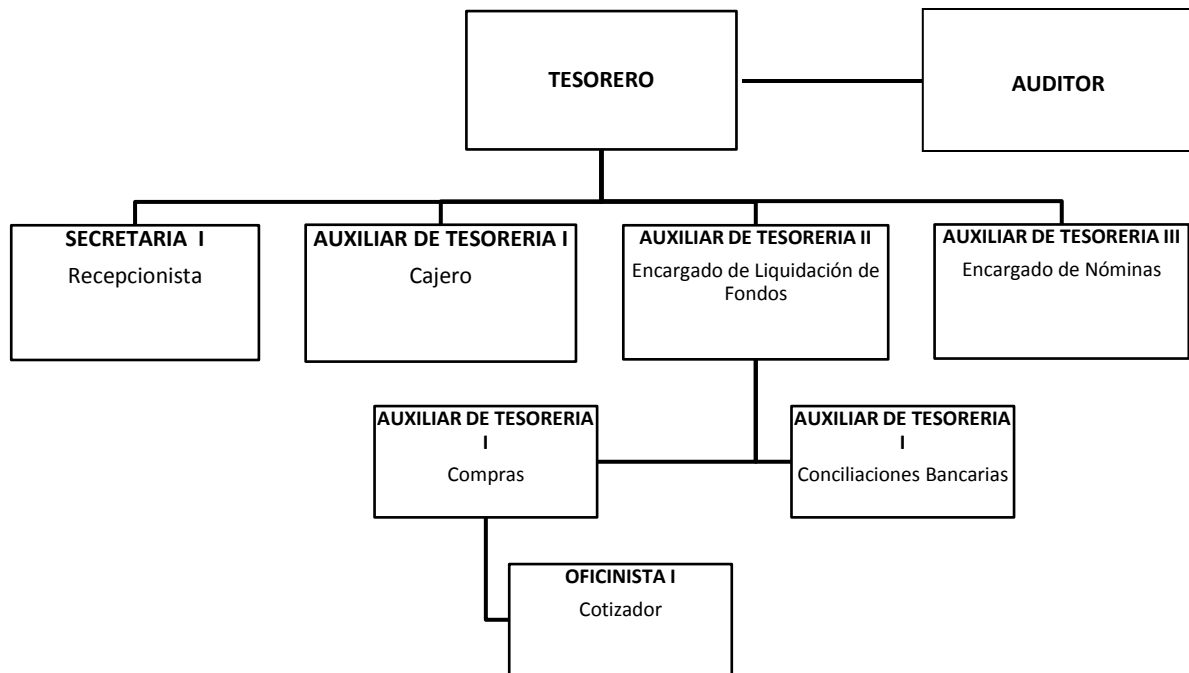 TESORERO
AUDITOR
SECRETARIA I
Recepcionista
AUXILIAR DE TESORERIA I
Cajero
AUXILIAR DE TESORERIA II
Encargado de Liquidación de
Fondos
AUXILIAR DE TESORERIA III
Encargado de Nóminas
AUXILIAR DE TESORERIA
I
Compras
AUXILIAR DE TESORERIA
I
Conciliaciones Bancarias
OFICINISTA I
Cotizador